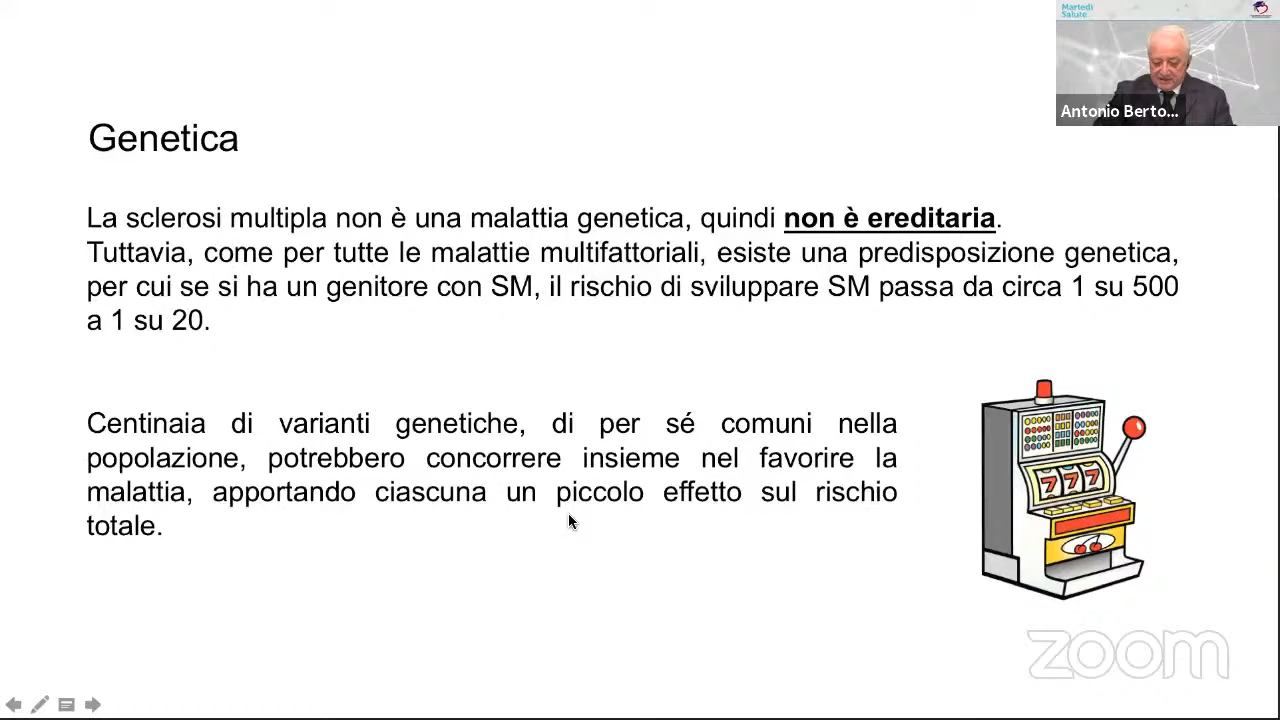 Martedì
Salute
Antonio Berto...
Genetica
La sclerosi multipla non è una malattia genetica, quindi non è ereditaria.
Tuttavia, come per tutte le malattie multifattoriali, esiste una predisposizione genetica,
per cui se si ha un genitore con SM, il rischio di sviluppare SM passa da circa 1 su 500
a 1 su 20.
Centinaia di varianti genetiche, di per sé comuni nella
popolazione, potrebbero concorrere insieme nel favorire la
malattia, apportando ciascuna un piccolo effetto sul rischio
totale.
7 7 7
zoom